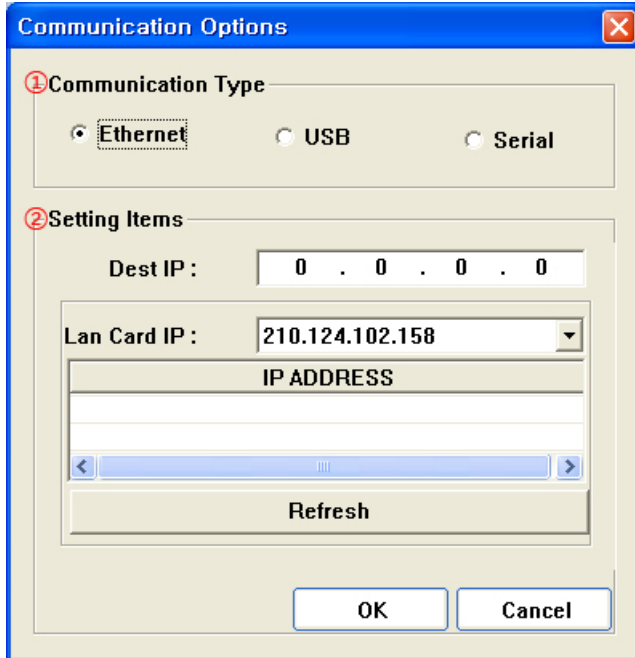 Communication Options
①Communication Type
Ethernet USB Serial
②Setting Items
Dest IP : 0 . 0 . 0 . 0
Lan Card IP : 210.124.102.158
IP ADDRESS
Refresh
OK Cancel